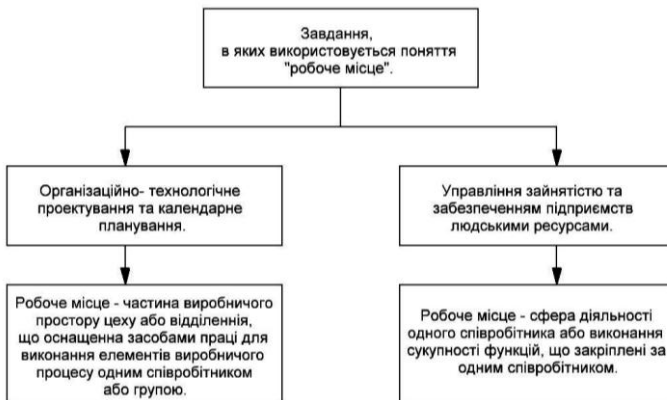 Завдання,
в яких використовується поняття
"робоче місце".
Організаційно- технологічне
проектування та календарне
планування.
Управління зайнятістю та
забезпеченням підприємств
людськими ресурсами.
Робоче місце - частина виробничого
простору цеху або відділеннія,
що оснащенна засобами праці для
виконання елементів виробничого
процесу одним співробітником
або групою.
Робоче місце - сфера діяльності
одного співробітника або виконання
сукупності функцій, що закріплені за
одним співробітником.